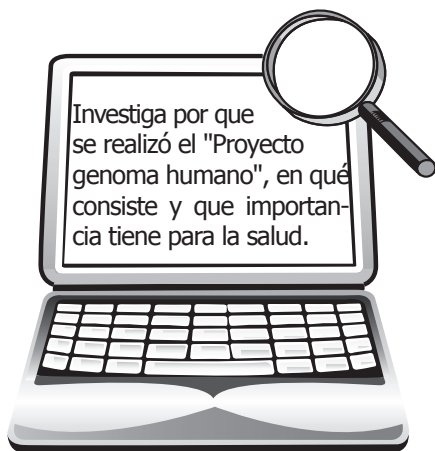 Investiga por que
se realizó el "Proyecto
genoma humano", en qué
consiste y que importan-
cia tiene para la salud.